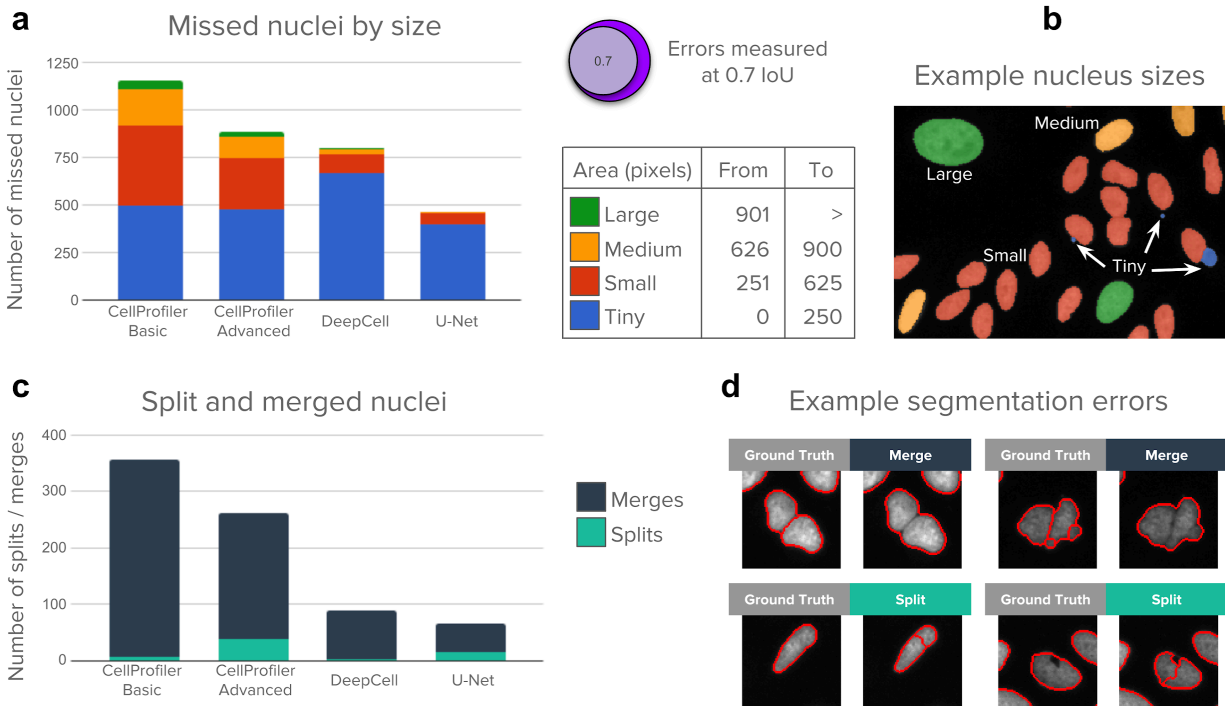 a
Missed nuclei by size
Number of missed nuclei
1250
1000
750
500
250
0
CellProfiler
Basic
CellProfiler
Advanced
DeepCell
U-Net
0.7
Errors measured
at 0.7 IoU
Area (pixels) From To
Large 901 >
Medium 626 900
Small 251 625
Tiny 0 250
b
Example nucleus sizes
Medium
Large
Small
Tiny
c
Split and merged nuclei
Number of splits / merges
400
300
200
100
0
CellProfiler
Basic
CellProfiler
Advanced
DeepCell
U-Net
Merges
Splits
d
Example segmentation errors
Ground Truth Merge Ground Truth Merge
Ground Truth Split Ground Truth Split